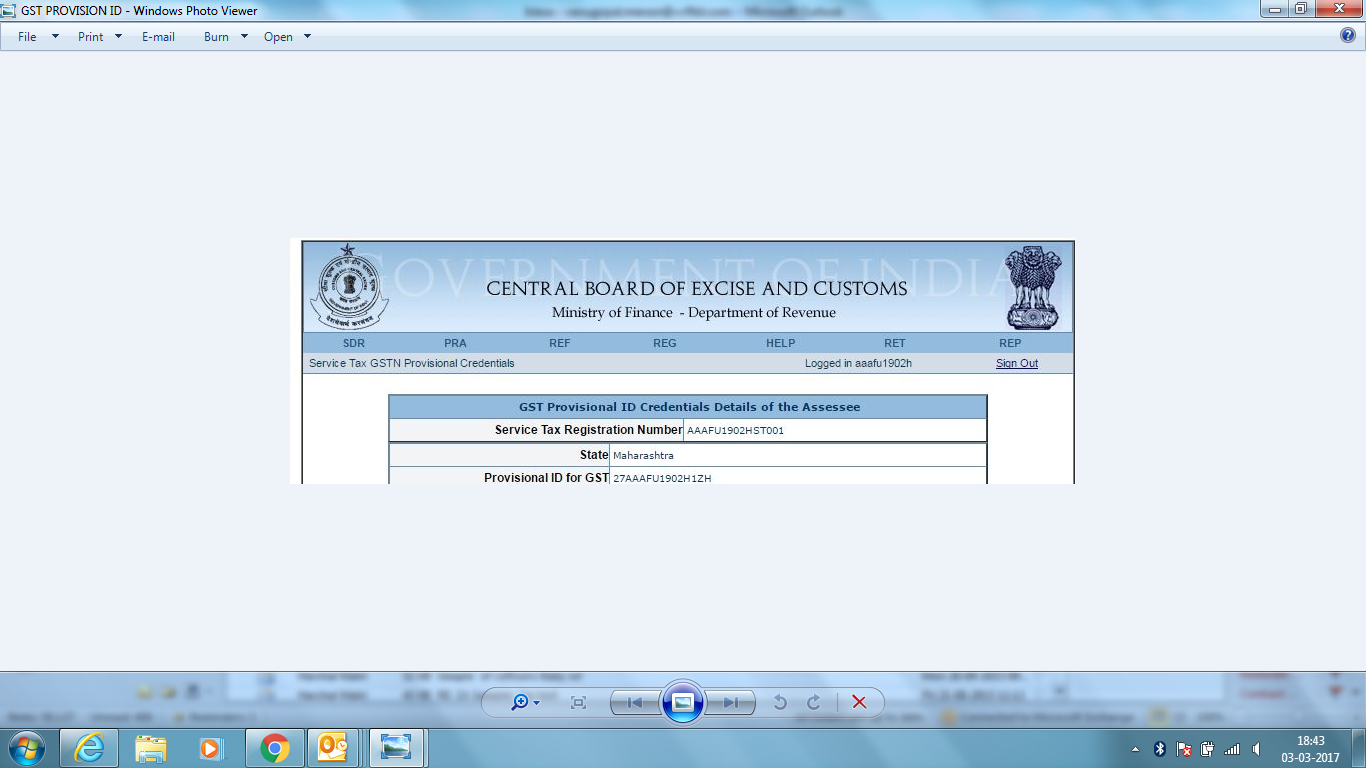 GST PROVISION ID - Windows Photo Viewer
File Print E-mail Burn Open
GOVERNMENT OF INDIA
CENTRAL BOARD OF EXCISE AND CUSTOMS
Ministry of Finance - Department of Revenue
SDR PRA REF REG HELP RET REP
Service Tax GSTN Provisional Credentials Logged in aaafu1902h Sign Out
GST Provisional ID Credentials Details of the Assessee
Service Tax Registration Number AAAFU1902HST001
State Maharashtra
Provisional ID for GST 27AAAFU1902H1ZH
18:43
03-03-2017